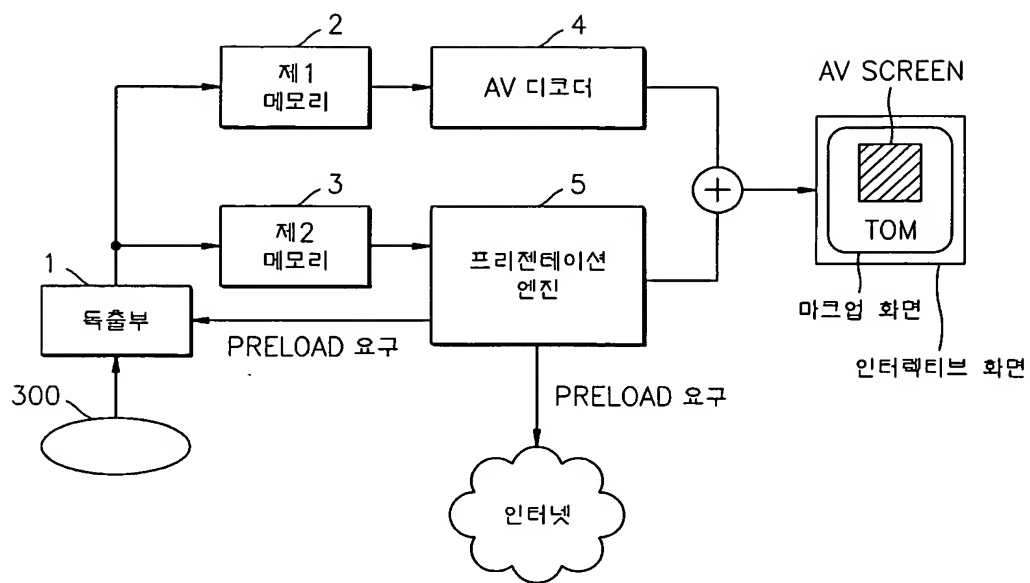 2
제1
메모리
4
AV 디코더
AV SCREEN
TOM
마크업 화면
인터랙티브 화면
3
제2
메모리
5
프리젠테이션
엔진
1
독출부
PRELOAD 요구
300
PRELOAD 요구
인터넷